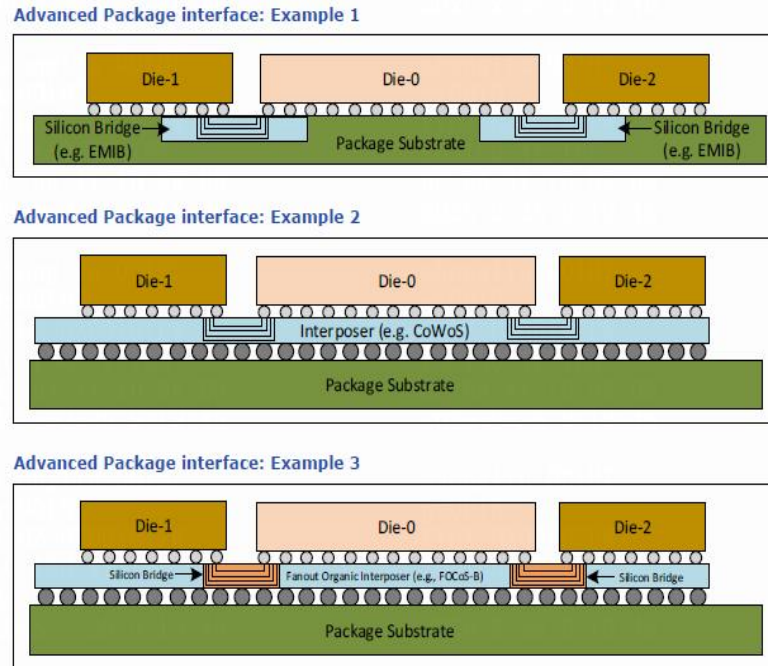 Advanced Package interface: Example 1
Die-1
Die-0
Die-2
Silicon Bridge
(e.g. EMIB)
Package Substrate
Silicon Bridge
(e.g. EMIB)
Advanced Package interface: Example 2
Die-1
Die-0
Die-2
Interposer (e.g. CoWoS)
Package Substrate
Advanced Package interface: Example 3
Die-1
Die-0
Die-2
Silicon Bridge
Fanout Organic Interposer (e.g., FOCoS-B)
Silicon Bridge
Package Substrate